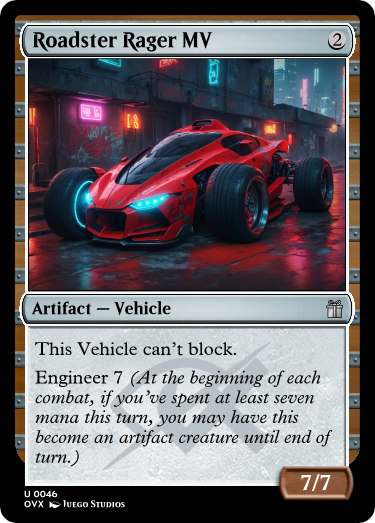 Roadster Rager MV
2
Artifact — Vehicle
This Vehicle can't block.
Engineer 7 (At the beginning of each
combat, if you've spent at least seven
mana this turn, you may have this
become an artifact creature until end of
turn.)
7/7
U 0046
OVX Juego Studios